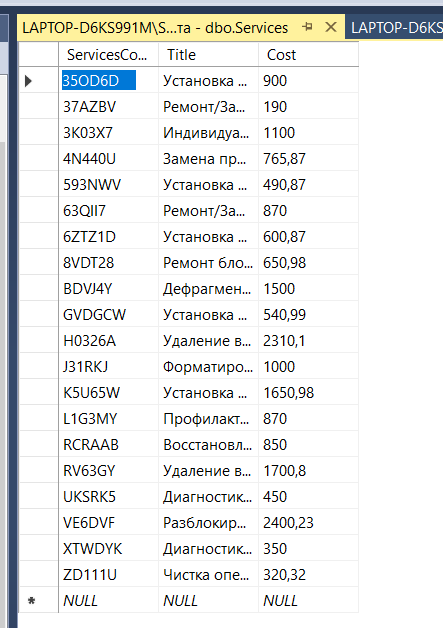 LAPTOP-D6KS991M\S...та - dbo.Services LAPTOP-D6KS
ServicesCo... Title Cost
35OD6D Установка ... 900
37AZBV Ремонт/За... 190
3K03X7 Индивидуа... 1100
4N440U Замена пр... 765,87
593NWV Установка ... 490,87
63QII7 Ремонт/За... 870
6ZTZ1D Установка ... 600,87
8VDT28 Ремонт бло... 650,98
BDVJ4Y Дефрагмен... 1500
GVDGCW Установка ... 540,99
H0326A Удаление в... 2310,1
J31RKJ Форматиро... 1000
K5U65W Установка ... 1650,98
L1G3MY Профилакт... 870
RCRAAB Восстановл... 850
RV63GY Удаление в... 1700,8
UKSRK5 Диагностик... 450
VE6DVF Разблокир... 2400,23
XTWDYK Диагностик... 350
ZD111U Чистка опе... 320,32
NULL NULL NULL